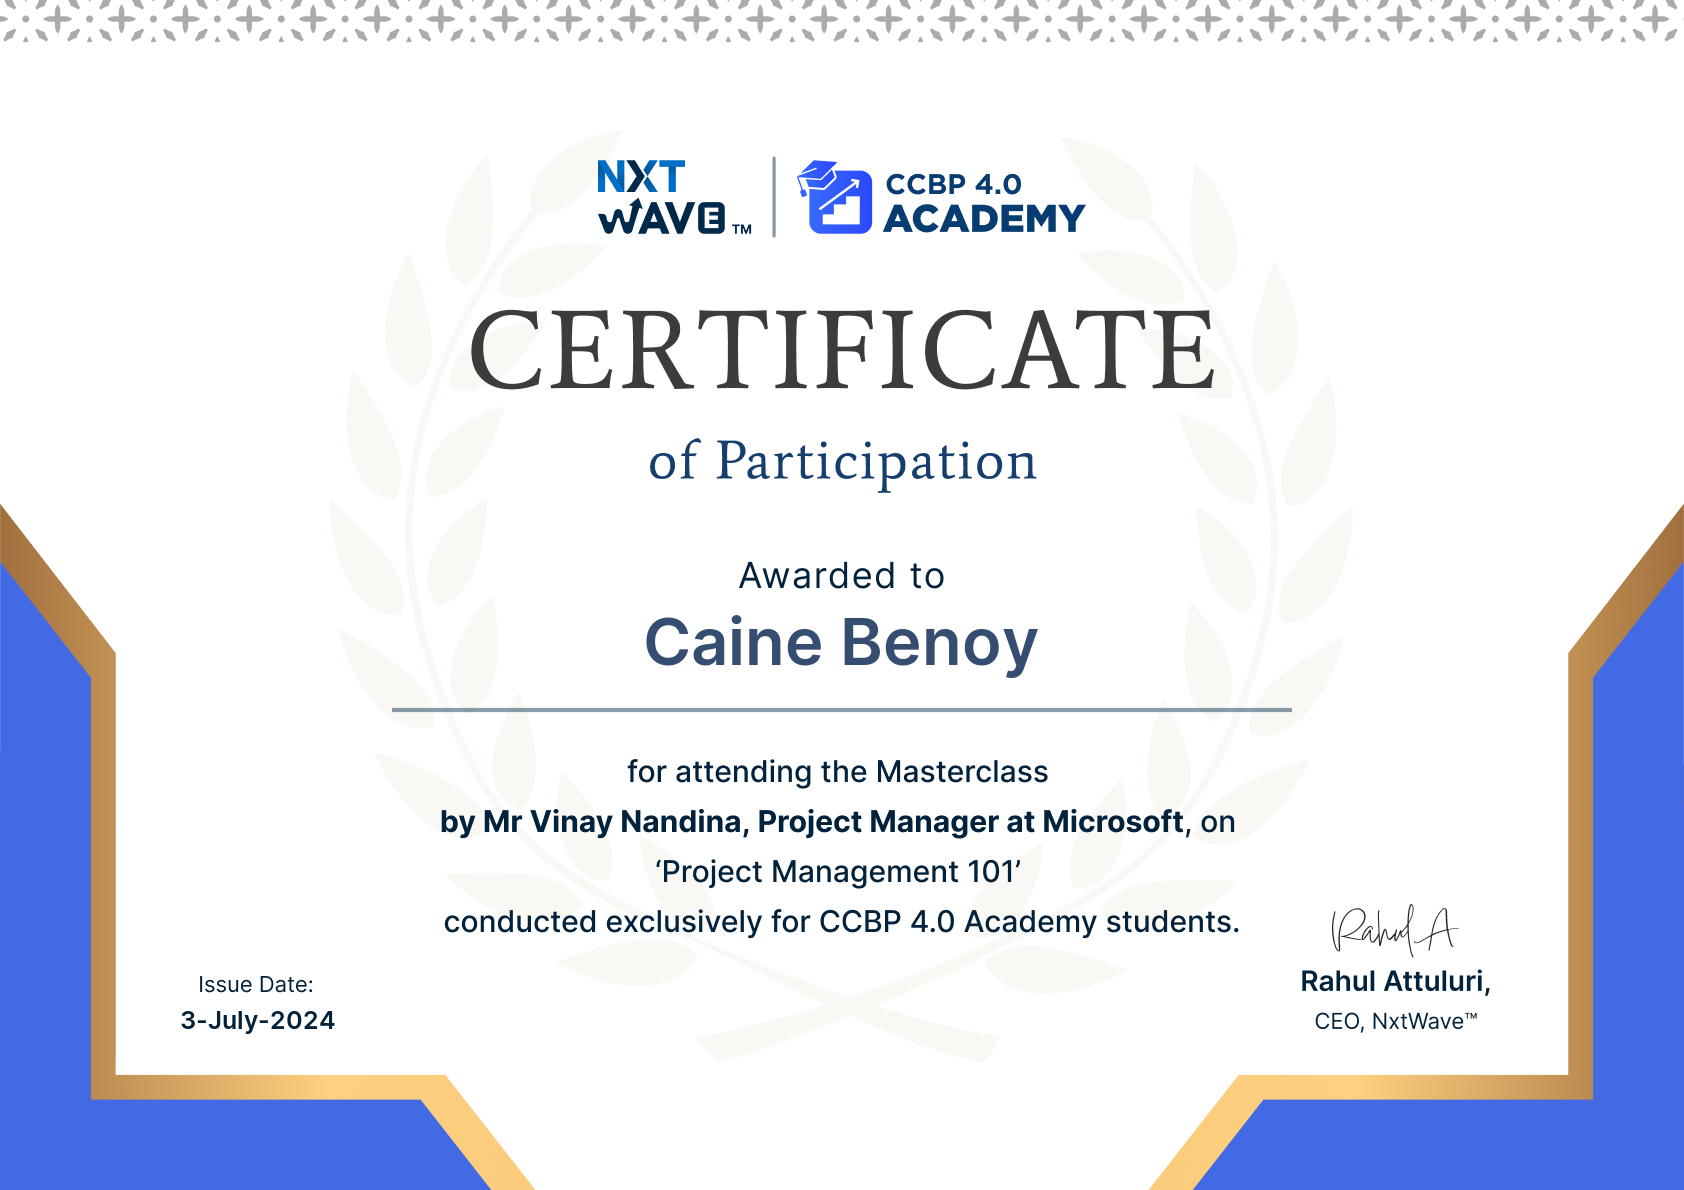 NXT
WAVE™
CCBP 4.0
ACADEMY
CERTIFICATE
of Participation
Awarded to
Caine Benoy
for attending the Masterclass
by Mr Vinay Nandina, Project Manager at Microsoft, on
‘Project Management 101’
conducted exclusively for CCBP 4.0 Academy students.
Issue Date:
3-July-2024
Rahul A
Rahul Attuluri,
CEO, NxtWave™